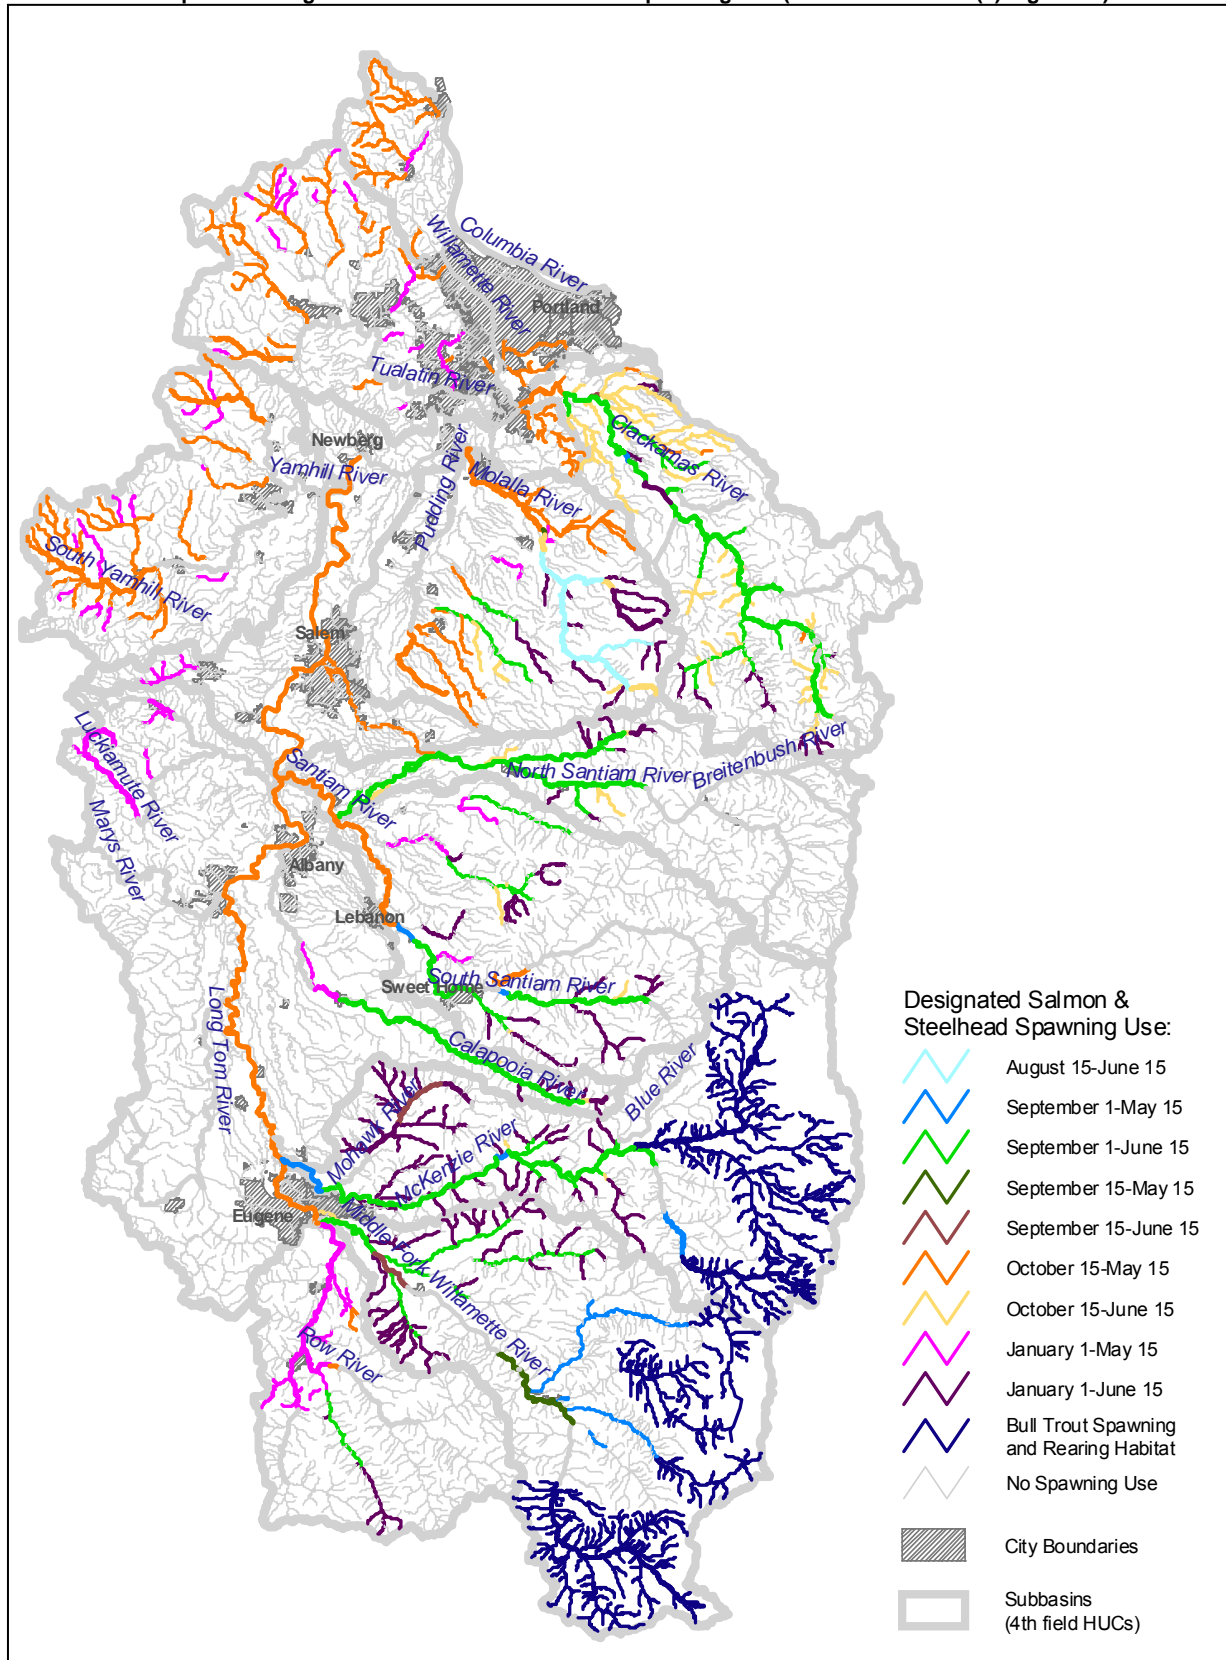 Columbia River
Willamette River
Portland
Tualatin River
Clackamas River
Newberg
Yamhill River
Pudding River
Molalla River
South Yamhill River
Salem
Luckiamute River
Santiam River
North Santiam River
Breitenbush River
Marys River
Albany
Lebanon
South Santiam River
Sweet Home
Long Tom River
Calapooia River
Blue River
Mohawk River
McKenzie River
Eugene
Middle Fork Willamette River
Row River
Designated Salmon &
Steelhead Spawning Use:
August 15-June 15
September 1-May 15
September 1-June 15
September 15-May 15
September 15-June 15
October 15-May 15
October 15-June 15
January 1-May 15
January 1-June 15
Bull Trout Spawning
and Rearing Habitat
No Spawning Use
City Boundaries
Subbasins
(4th field HUCs)